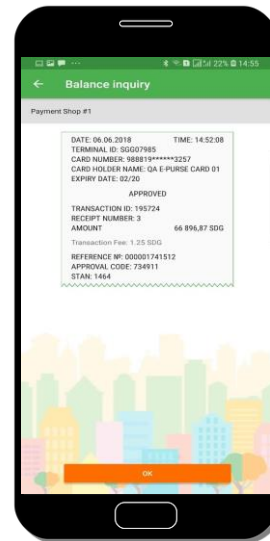 22% 14:55
Balance inquiry
Payment Shop #1
DATE: 06.06.2018 TIME: 14:52:08
TERMINAL ID: SGG07985
CARD NUMBER: 988819******3257
CARD HOLDER NAME: QA E-PURSE CARD 01
EXPIRY DATE: 02/20
APPROVED
TRANSACTION ID: 195724
RECEIPT NUMBER: 3
AMOUNT 66 896,87 SDG
Transaction Fee: 1.25 SDG
REFERENCE №: 000001741512
APPROVAL CODE: 734911
STAN: 1464
OK